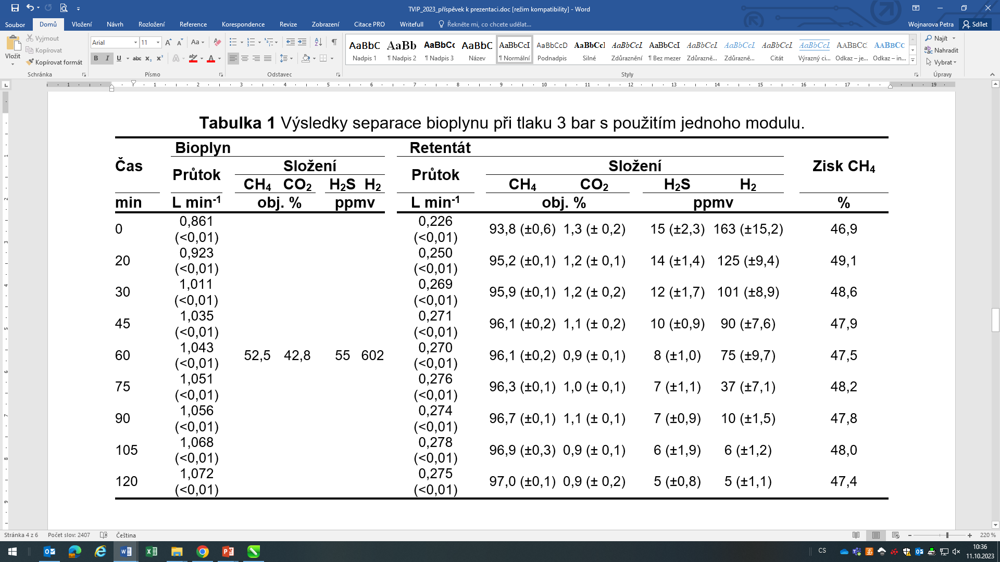 TVIP_2023_příspěvek k prezentaci.doc [režim kompatibility] - Word
Soubor Domů Vložení Návrh Rozložení Reference Korespondence Revize Zobrazení Citace PRO Writefull Řekněte mi, co chcete udělat... Wojnarova Petra Sdílet
Vložit
Vyjmout
Kopírovat
Kopírovat formát
Schránka
Arial 11
Písmo
Odstavec
AaBbC AaBb AaBbCc AaBbC AaBbCcI AaBbCcD AaBbCcI AaBbCcI AaBbCcI AaBbCcI AaBbCcI AaBbCcI AaBbCcI AaBbCc AaBbCc
Nadpis 1 ¶ Nadpis 2 ¶ Nadpis 3 Název ¶ Normální Podnadpis Silné Zdůraznění ¶ Bez mezer Zdůrazně... Zdůrazně... Citát Výrazný ci... Odkaz – je... Odkaz – in...
Styly
Najít
Nahradit
Vybrat
Úpravy
1 1 2 3 4 5 6 7 8 9 10 11 12 13 14 15 16 17 19
Tabulka 1 Výsledky separace bioplynu při tlaku 3 bar s použitím jednoho modulu.
Čas Bioplyn Retentát Zisk CH4
Průtok Složení Průtok Složení
CH4 CO2 H2S H2 CH4 CO2 H2S H2
min L min-1 obj. % ppmv L min-1 obj. % ppmv %
0 0,861 (<0,01) 0,226 (<0,01) 93,8 (±0,6) 1,3 (± 0,2) 15 (±2,3) 163 (±15,2) 46,9
20 0,923 (<0,01) 0,250 (<0,01) 95,2 (±0,1) 1,2 (± 0,1) 14 (±1,4) 125 (±9,4) 49,1
30 1,011 (<0,01) 0,269 (<0,01) 95,9 (±0,1) 1,2 (± 0,2) 12 (±1,7) 101 (±8,9) 48,6
45 1,035 (<0,01) 0,271 (<0,01) 96,1 (±0,2) 1,1 (± 0,2) 10 (±0,9) 90 (±7,6) 47,9
60 1,043 (<0,01) 52,5 42,8 55 602 0,270 (<0,01) 96,1 (±0,2) 0,9 (± 0,1) 8 (±1,0) 75 (±9,7) 47,5
75 1,051 (<0,01) 0,276 (<0,01) 96,3 (±0,1) 1,0 (± 0,1) 7 (±1,1) 37 (±7,1) 48,2
90 1,056 (<0,01) 0,274 (<0,01) 96,7 (±0,1) 1,1 (± 0,1) 7 (±0,9) 10 (±1,5) 47,8
105 1,068 (<0,01) 0,278 (<0,01) 96,9 (±0,3) 0,9 (± 0,1) 6 (±1,9) 6 (±1,2) 48,0
120 1,072 (<0,01) 0,275 (<0,01) 97,0 (±0,1) 0,9 (± 0,2) 5 (±0,8) 5 (±1,1) 47,4
Stránka 4 z 6 Počet slov: 2407 Čeština 220 %
CS 10:36
11.10.2023